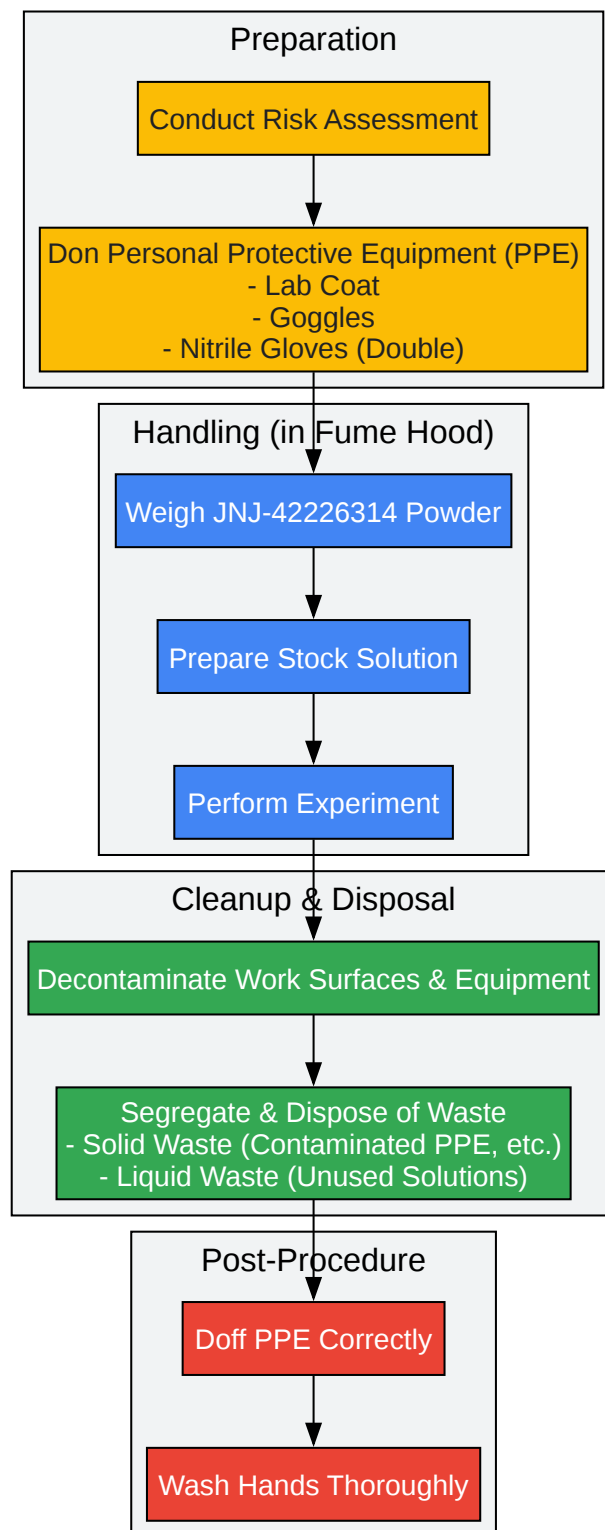 Preparation
Conduct Risk Assessment
Don Personal Protective Equipment (PPE)
- Lab Coat
- Goggles
- Nitrile Gloves (Double)
Handling (in Fume Hood)
Weigh JNJ-42226314 Powder
Prepare Stock Solution
Perform Experiment
Cleanup & Disposal
Decontaminate Work Surfaces & Equipment
Segregate & Dispose of Waste
- Solid Waste (Contaminated PPE, etc.)
- Liquid Waste (Unused Solutions)
Post-Procedure
Doff PPE Correctly
Wash Hands Thoroughly